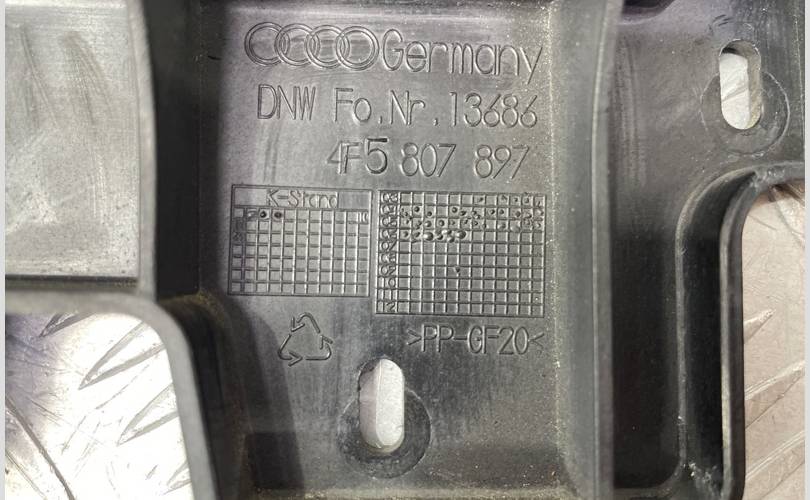 Germany
DNW Fo.Nr.13686
4F5 807 897
K-Stand
>PP-GF20<